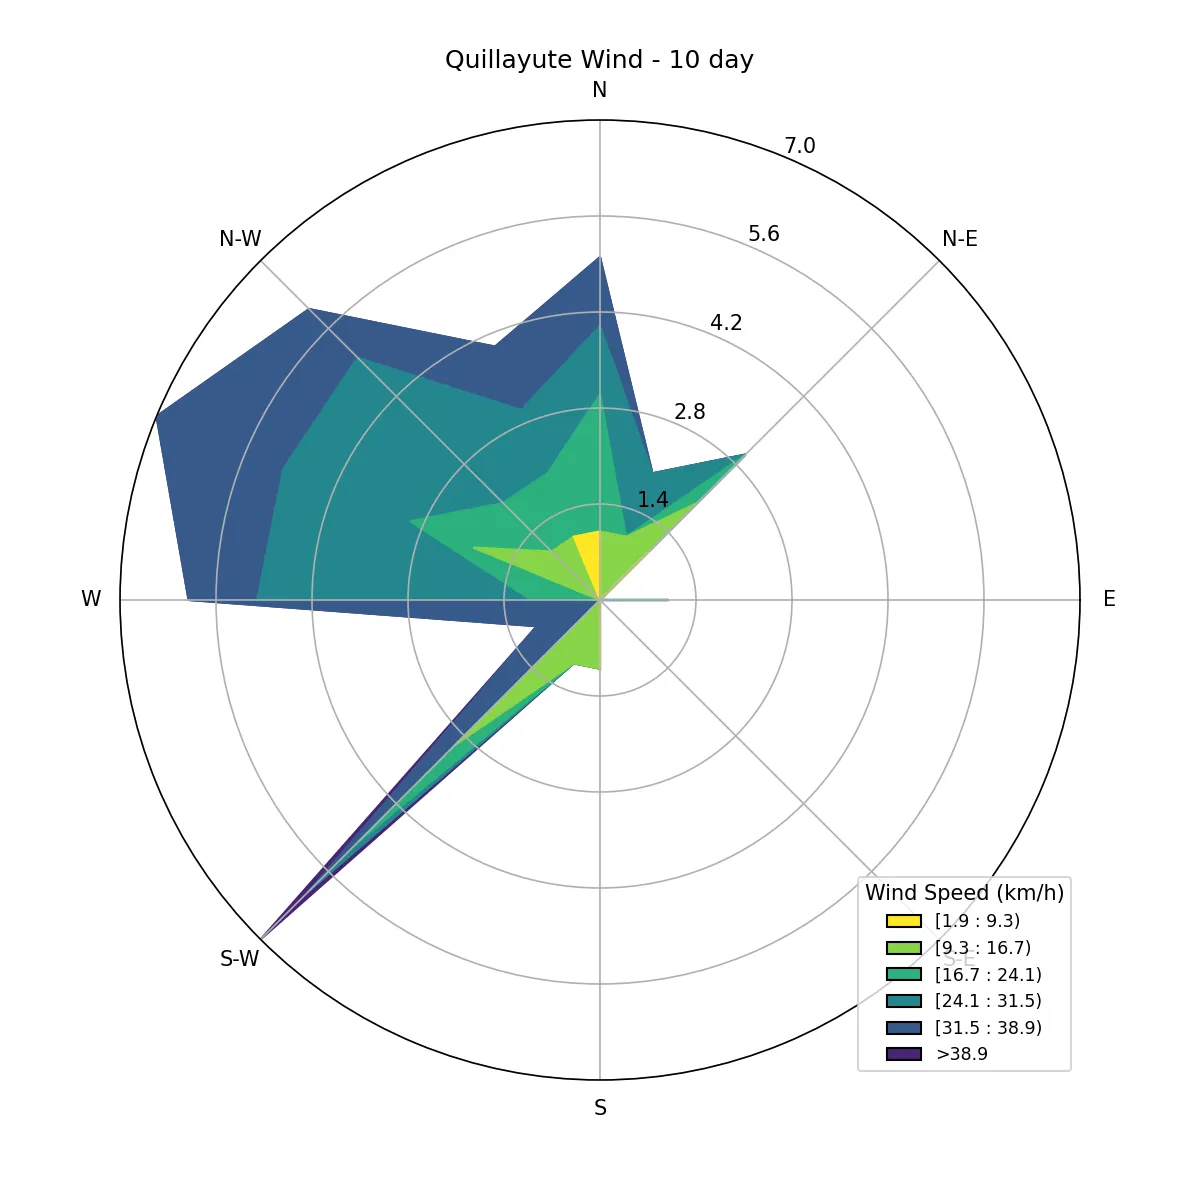 Quillayute Wind - 10 day
N
7.0
N-W
5.6
N-E
4.2
2.8
1.4
W
E
S-W
S-E
Wind Speed (km/h)
[1.9 : 9.3)
[9.3 : 16.7)
[16.7 : 24.1)
[24.1 : 31.5)
[31.5 : 38.9)
>38.9
S